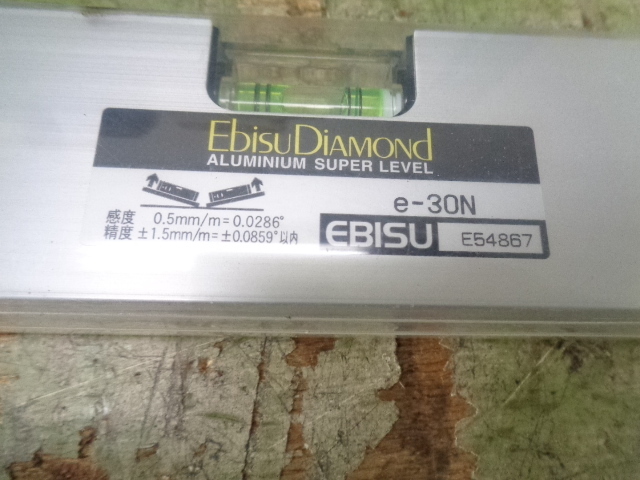 EbisuDIAMOND
ALUMINIUM SUPER LEVEL
e-30N
感度 0.5mm/m=0.0286°
精度 ±1.5mm/m=±0.0859°以内
EBISU E54867